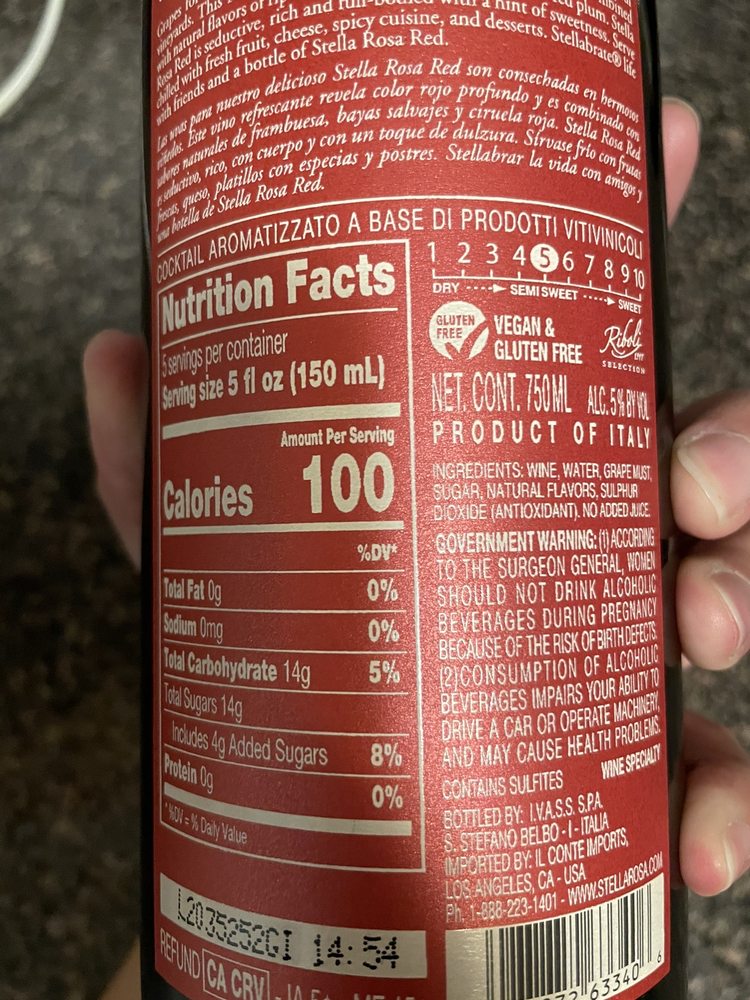 Grapes for
vineyards. This
with natural flavors of
Rosa Red is seductive, rich and full-bodied with a hint of sweetness. Serve
chilled with fresh fruit, cheese, spicy cuisine, and desserts. Stellabrate® life
with friends and a bottle of Stella Rosa Red.
Las uvas para nuestro delicioso Stella Rosa Red son consechadas en hermosos
viñedos. Este vino refrescante revela color rojo profundo y es combinado con
sabores naturales de frambuesa, bayas salvajes y ciruela roja. Stella Rosa Red
es seductivo, rico, con cuerpo y con un toque de dulzura. Sírvase frío con frutas
frescas, queso, platillos con especias y postres. Stellabrar la vida con amigos y
una botella de Stella Rosa Red.
COCKTAIL AROMATIZZATO A BASE DI PRODOTTI VITIVINICOLI
Nutrition Facts
5 servings per container
Serving size 5 fl oz (150 mL)
Amount Per Serving
Calories 100
%DV*
Total Fat 0g 0%
Sodium 0mg 0%
Total Carbohydrate 14g 5%
Total Sugars 14g
Includes 4g Added Sugars 8%
Protein 0g 0%
*%DV = % Daily Value
1 2 3 4 5 6 7 8 9 10
DRY SEMI SWEET SWEET
GLUTEN
FREE
VEGAN &
GLUTEN FREE
Riboli
SELECTION
NET. CONT. 750ML ALC. 5% BY VOL
PRODUCT OF ITALY
INGREDIENTS: WINE, WATER, GRAPE MUST,
SUGAR, NATURAL FLAVORS, SULPHUR
DIOXIDE (ANTIOXIDANT). NO ADDED JUICE.
GOVERNMENT WARNING: (1) ACCORDING
TO THE SURGEON GENERAL, WOMEN
SHOULD NOT DRINK ALCOHOLIC
BEVERAGES DURING PREGNANCY
BECAUSE OF THE RISK OF BIRTH DEFECTS.
(2) CONSUMPTION OF ALCOHOLIC
BEVERAGES IMPAIRS YOUR ABILITY TO
DRIVE A CAR OR OPERATE MACHINERY,
AND MAY CAUSE HEALTH PROBLEMS.
CONTAINS SULFITES WINE SPECIALTY
BOTTLED BY: I.V.A.S.S. S.P.A.
S. STEFANO BELBO - I - ITALIA
IMPORTED BY: IL CONTE IMPORTS,
LOS ANGELES, CA - USA
Ph. 1-888-223-1401 - WWW.STELLAROSA.COM
L2035252GI 14:54
REFUND CA CRV
63340 6